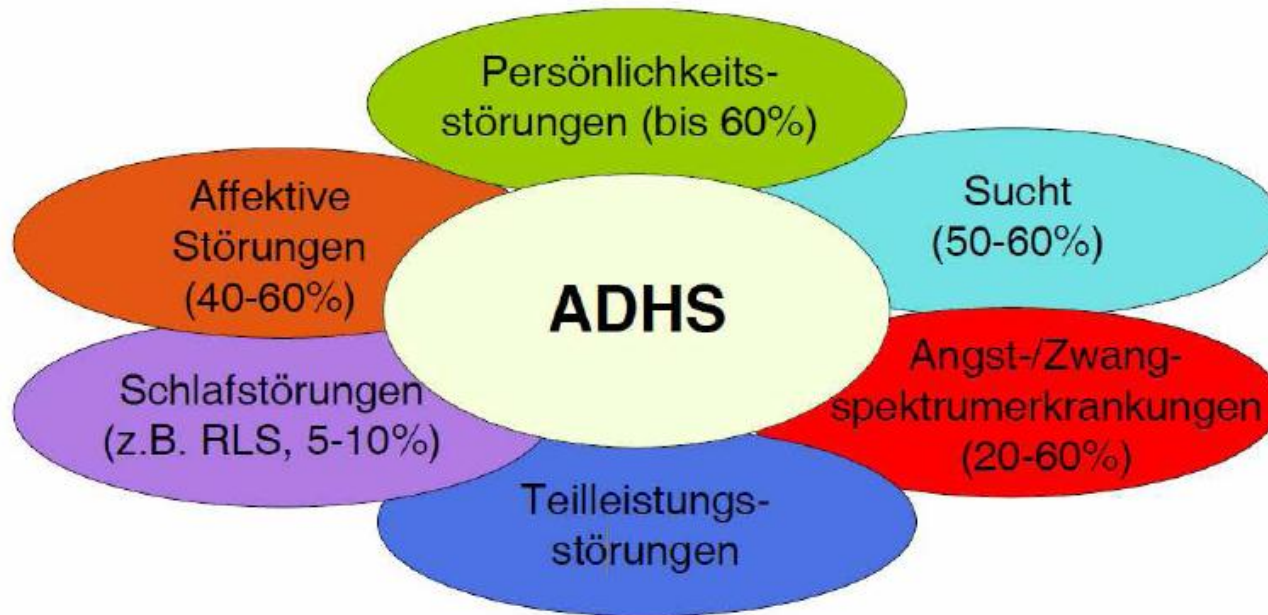 Persönlichkeits-
störungen (bis 60%)
Affektive
Störungen
(40-60%)
Sucht
(50-60%)
ADHS
Schlafstörungen
(z.B. RLS, 5-10%)
Angst-/Zwang-
spektrumerkrankungen
(20-60%)
Teilleistungs-
störungen